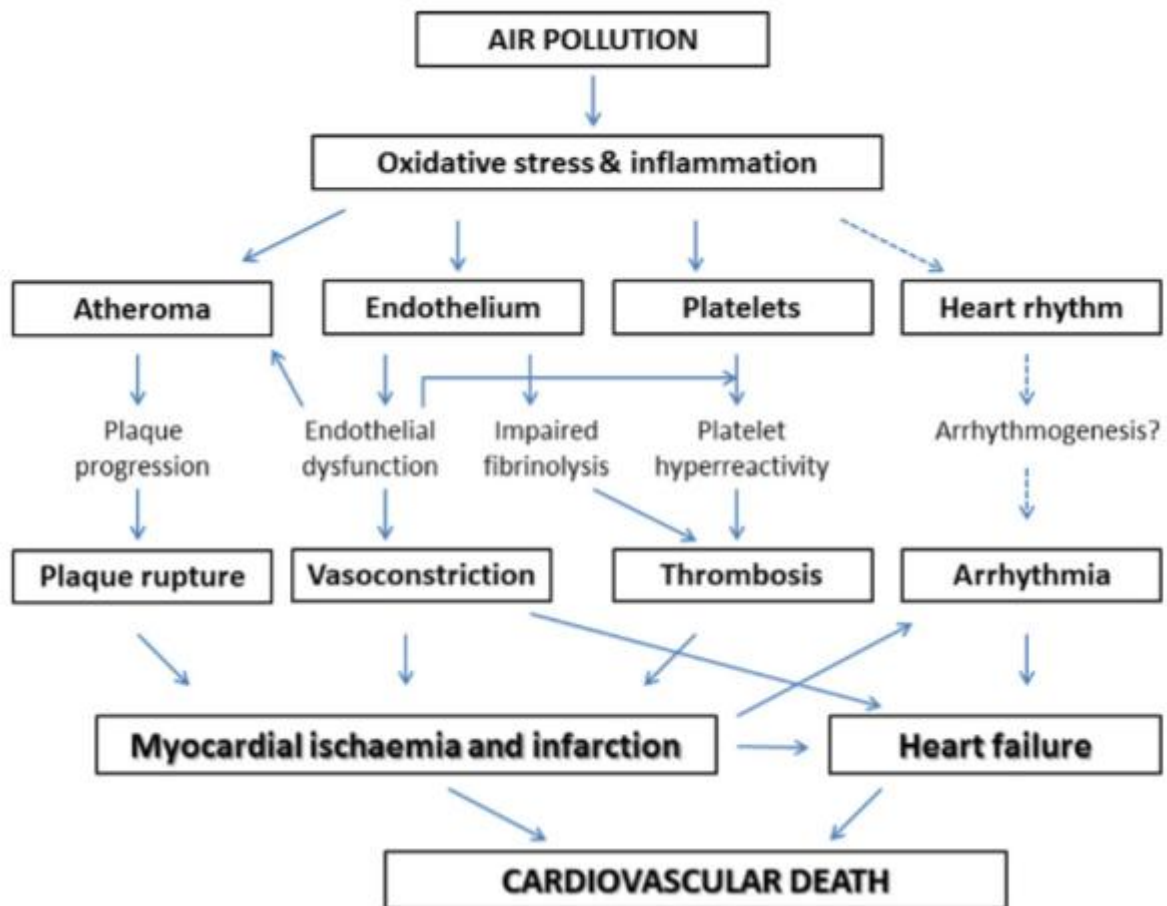 AIR POLLUTION
Oxidative stress & inflammation
Atheroma
Endothelium
Platelets
Heart rhythm
Plaque
progression
Endothelial
dysfunction
Impaired
fibrinolysis
Platelet
hyperreactivity
Arrhythmogenesis?
Plaque rupture
Vasoconstriction
Thrombosis
Arrhythmia
Myocardial ischaemia and infarction
Heart failure
CARDIOVASCULAR DEATH